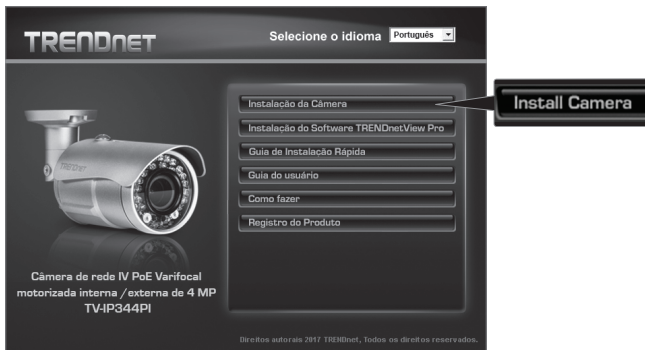 TRENDnet
Selecione o idioma Português
Instalação da Câmera
Install Camera
Instalação do Software TRENDnetView Pro
Guia de Instalação Rápida
Guia do usuário
Como fazer
Registro do Produto
TRENDnet
Câmera de rede IV PoE Varifocal
motorizada interna /externa de 4 MP
TV-IP344PI
Direitos autorais 2017 TRENDnet, Todos os direitos reservados.